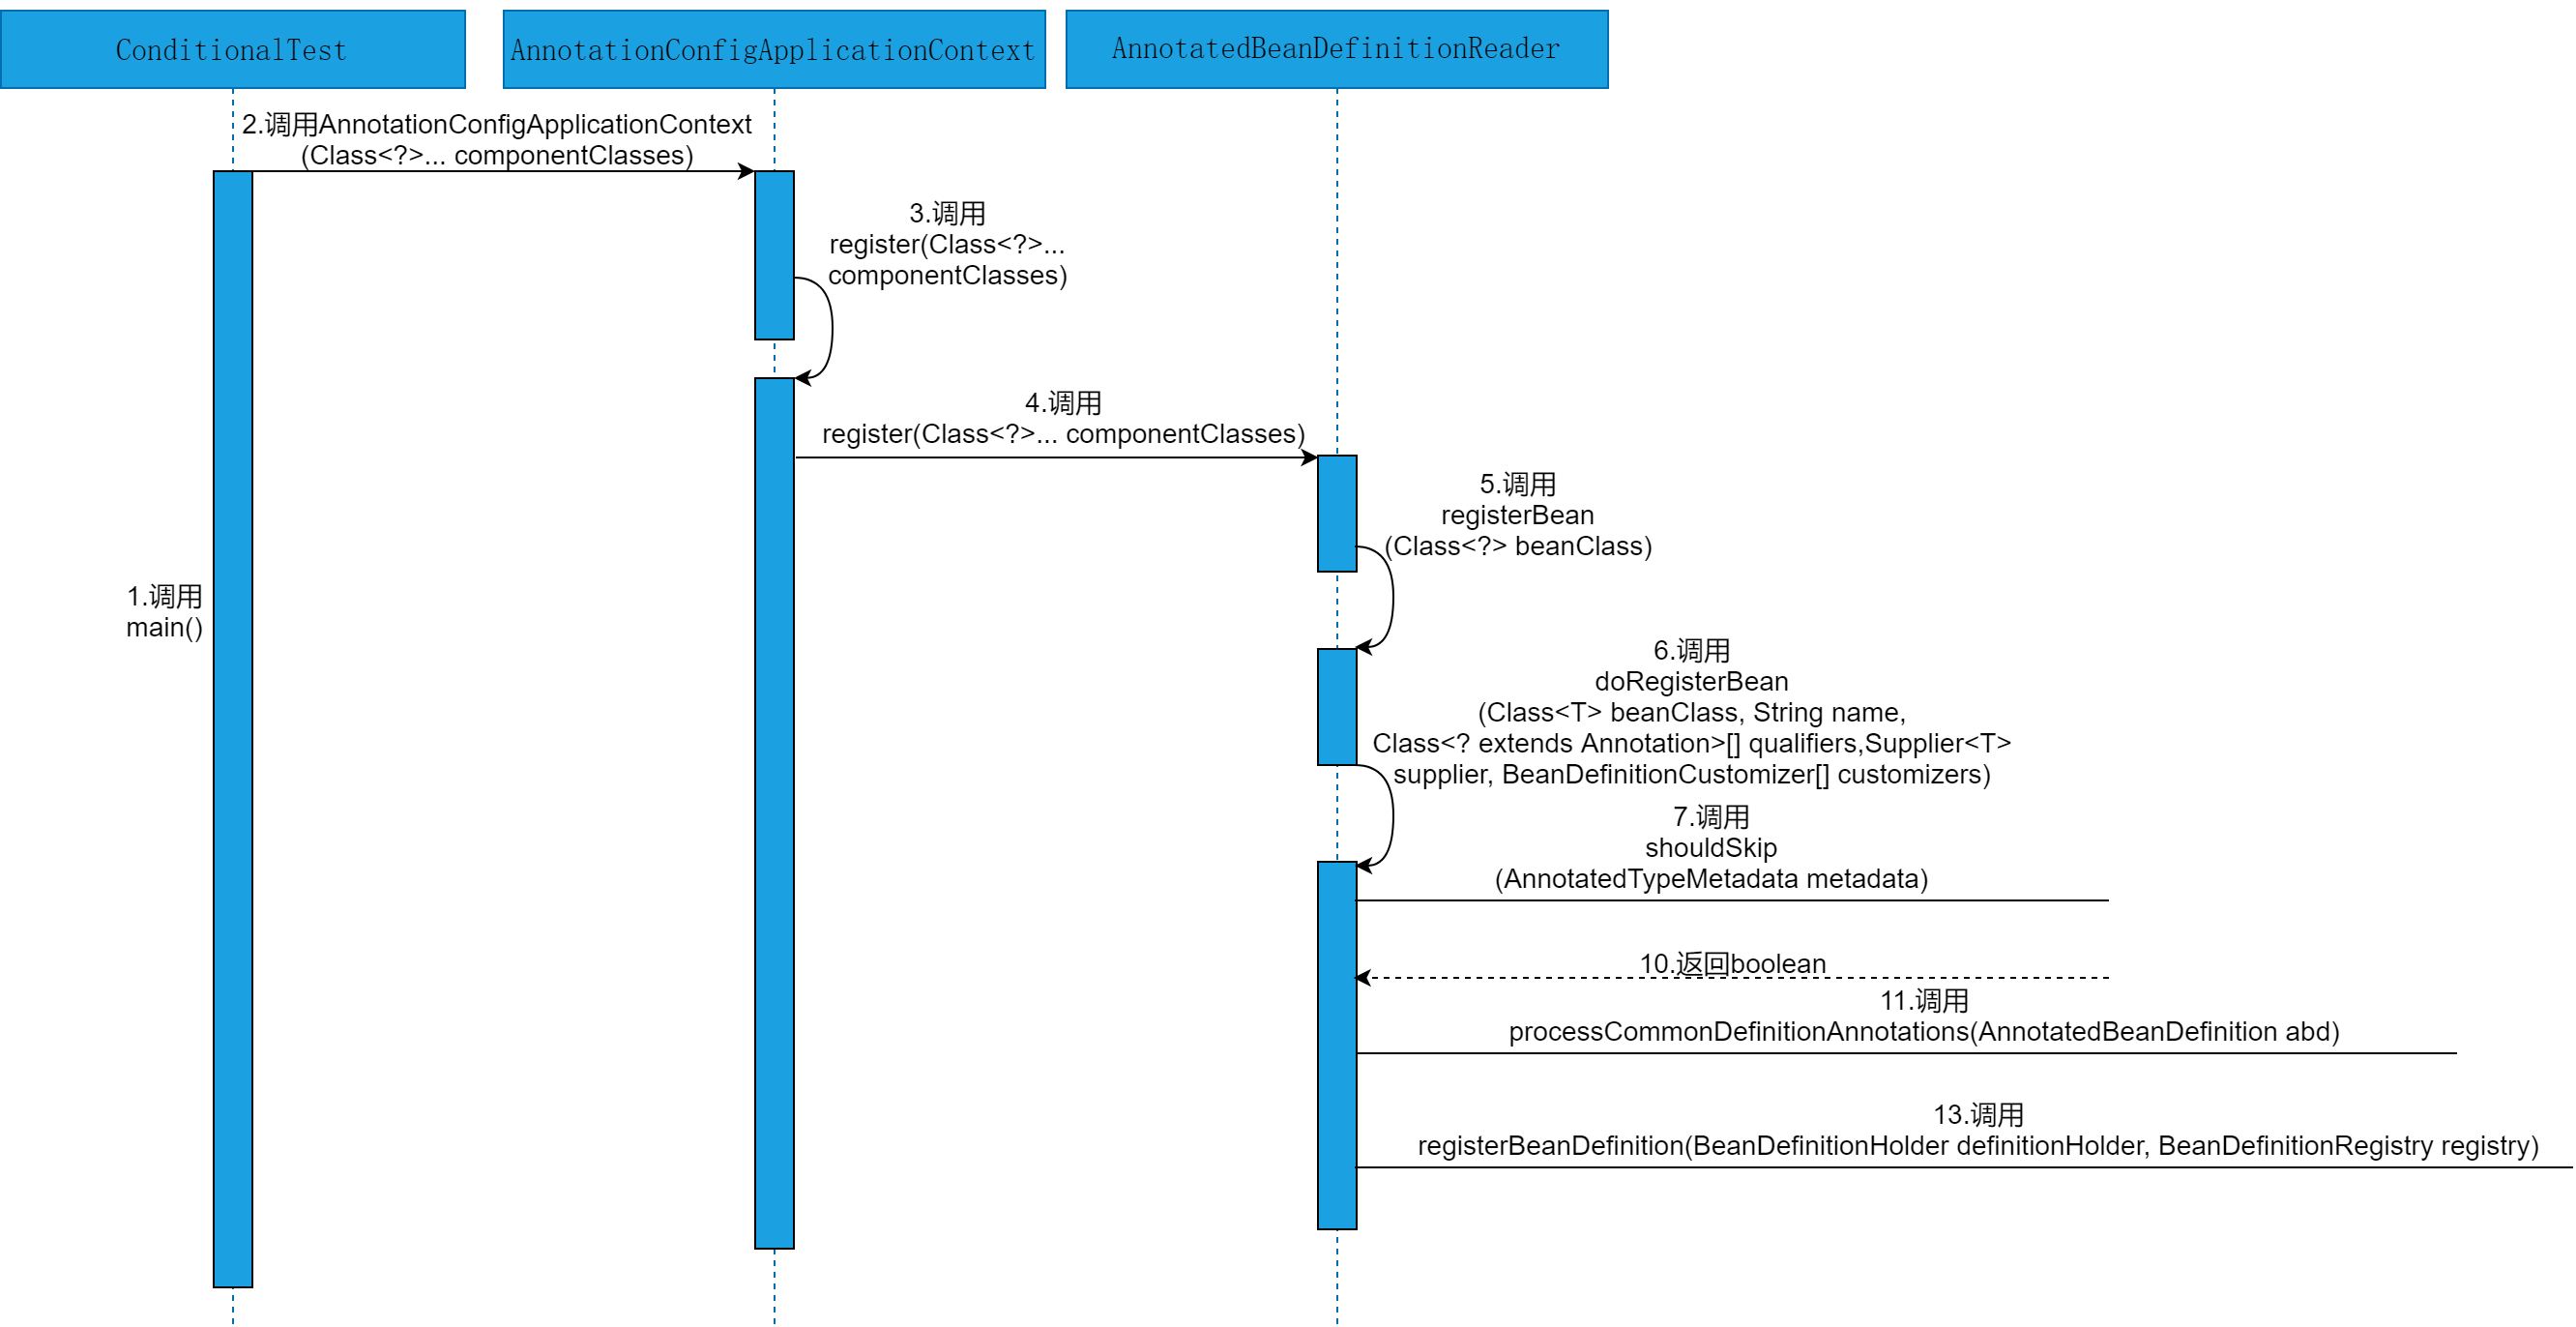 ConditionalTest
AnnotationConfigApplicationContext
AnnotatedBeanDefinitionReader
2.调用AnnotationConfigApplicationContext
(Class<?>... componentClasses)
3.调用
register(Class<?>...
componentClasses)
4.调用
register(Class<?>... componentClasses)
5.调用
registerBean
(Class<?> beanClass)
1.调用
main()
6.调用
doRegisterBean
(Class<T> beanClass, String name,
Class<? extends Annotation>[] qualifiers,Supplier<T>
supplier, BeanDefinitionCustomizer[] customizers)
7.调用
shouldSkip
(AnnotatedTypeMetadata metadata)
10.返回boolean
11.调用
processCommonDefinitionAnnotations(AnnotatedBeanDefinition abd)
13.调用
registerBeanDefinition(BeanDefinitionHolder definitionHolder, BeanDefinitionRegistry registry)